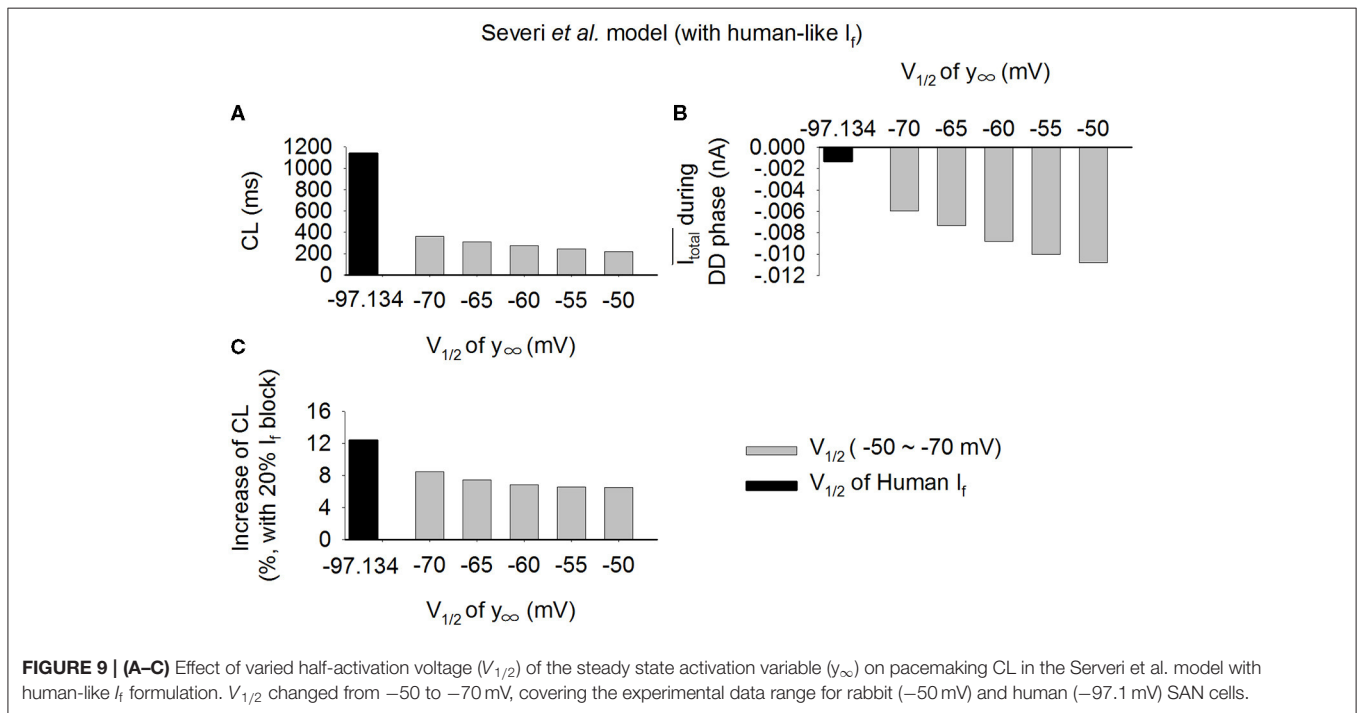 Severi et al. model (with human-like If)
V1/2 of y∞ (mV)
A
B
-97.134 -70 -65 -60 -55 -50
1200
1000
800
600
400
200
0
CL (ms)
-97.134 -70 -65 -60 -55 -50
V1/2 of y∞ (mV)
0.000
-.002
-.004
-.006
-.008
-.010
-.012
Itotal during
DD phase (nA)
C
16
12
8
4
0
Increase of CL
(%, with 20% If block)
-97.134 -70 -65 -60 -55 -50
V1/2 of y∞ (mV)
V1/2 ( -50 ~ -70 mV)
V1/2 of Human If
FIGURE 9 | (A–C) Effect of varied half-activation voltage (V1/2) of the steady state activation variable (y∞) on pacemaking CL in the Serveri et al. model with
human-like If formulation. V1/2 changed from −50 to −70 mV, covering the experimental data range for rabbit (−50 mV) and human (−97.1 mV) SAN cells.